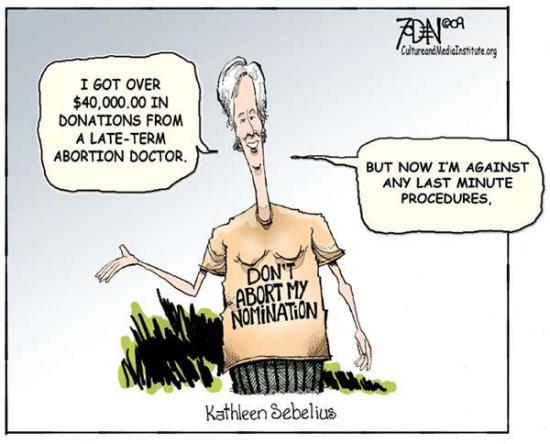 ©09
CultureandMediaInstitute.org
I GOT OVER
$40,000.00 IN
DONATIONS FROM
A LATE-TERM
ABORTION DOCTOR.
BUT NOW I'M AGAINST
ANY LAST MINUTE
PROCEDURES,
DON'T
ABORT MY
NOMINATION
Kathleen Sebelius